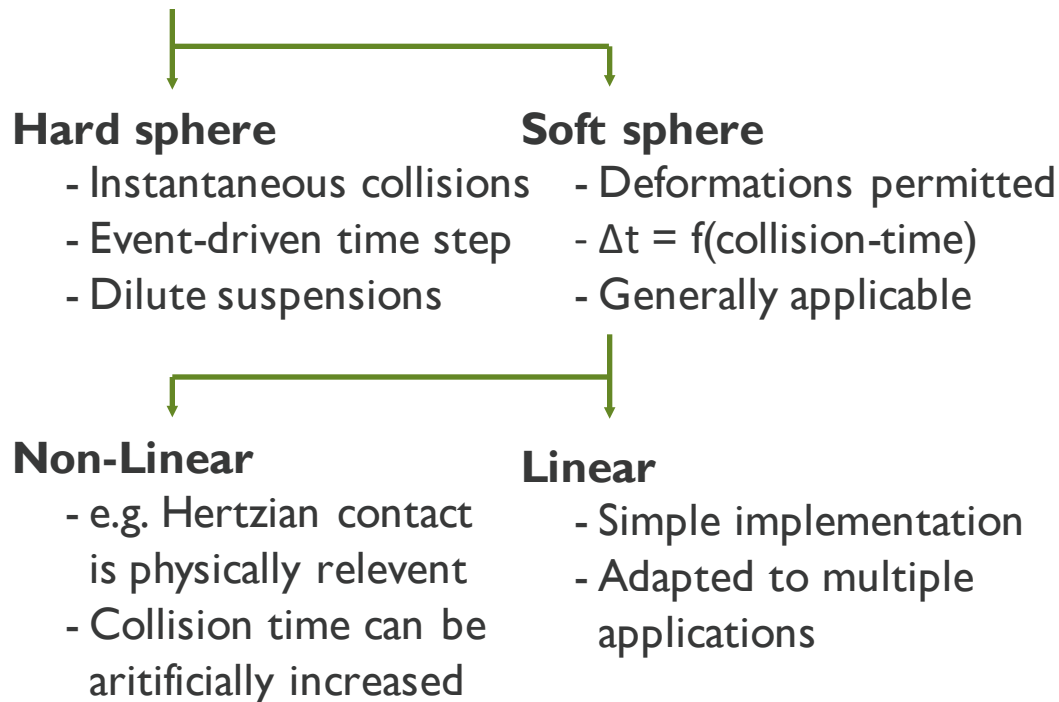 Hard sphere
- Instantaneous collisions
- Event-driven time step
- Dilute suspensions
Soft sphere
- Deformations permitted
- Δt = f(collision-time)
- Generally applicable
Non-Linear
- e.g. Hertzian contact
is physically relevent
- Collision time can be
aritificially increased
Linear
- Simple implementation
- Adapted to multiple
applications